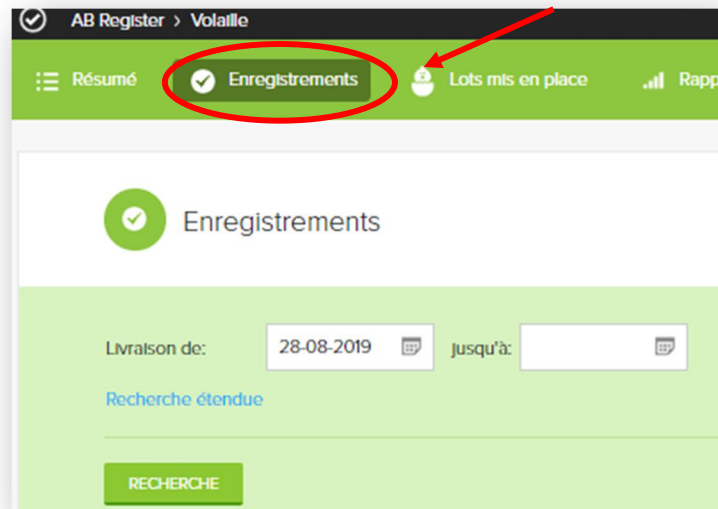 AB Register > Volaille
Résumé Enregistrements Lots mis en place Rapp
Enregistrements
Livraison de: 28-08-2019 jusqu'à:
Recherche étendue
RECHERCHE